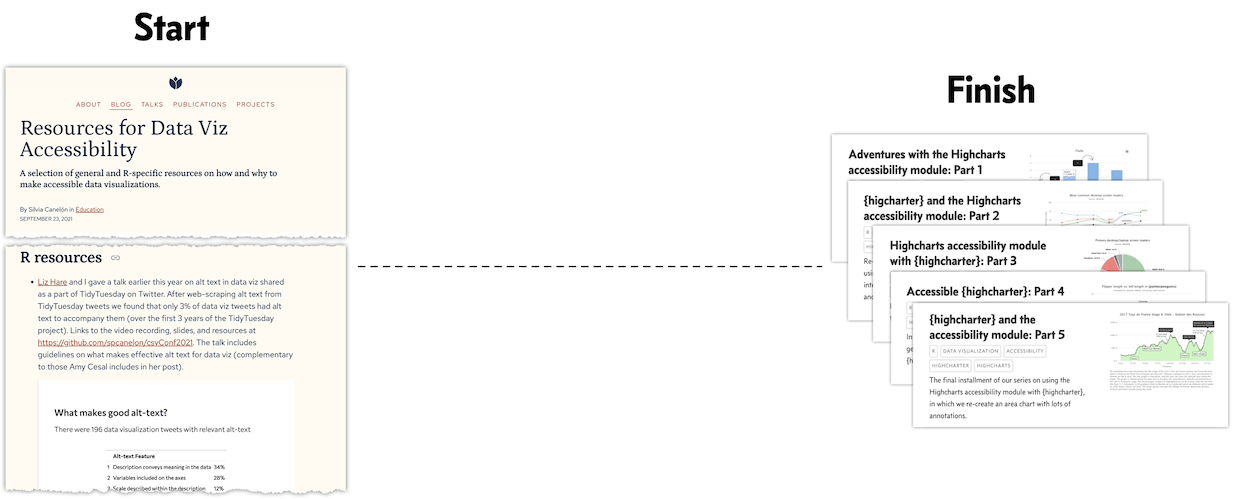 Start
ABOUT BLOG TALKS PUBLICATIONS PROJECTS
Resources for Data Viz
Accessibility
A selection of general and R-specific resources on how and why to
make accessible data visualizations.
By Silvia Canelón in Education
SEPTEMBER 23, 2021
R resources
Liz Hare and I gave a talk earlier this year on alt text in data viz shared
as a part of TidyTuesday on Twitter. After web-scraping alt text from
TidyTuesday tweets we found that only 3% of data viz tweets had alt
text to accompany them (over the first 3 years of the TidyTuesday
project). Links to the video recording, slides, and resources at
https://github.com/spcanelon/csvConf2021. The talk includes
guidelines on what makes effective alt text for data viz (complementary
to those Amy Cesal includes in her post).
What makes good alt-text?
There were 196 data visualization tweets with relevant alt-text
Alt-text Feature
1 Description conveys meaning in the data 34%
2 Variables included on the axes 28%
3 Scale described within the description 12%
Finish
Adventures with the Highcharts
accessibility module: Part 1
{higcharter} and the Highcharts
accessibility module: Part 2
Highcharts accessibility module
with {highcharter}: Part 3
Accessible {highcharter}: Part 4
{highcharter} and the
accessibility module: Part 5
R DATA VISUALIZATION ACCESSIBILITY
HIGHCHARTER HIGHCHARTS
The final installment of our series on using the
Highcharts accessibility module with {highcharter},
in which we re-create an area chart with lots of
annotations.